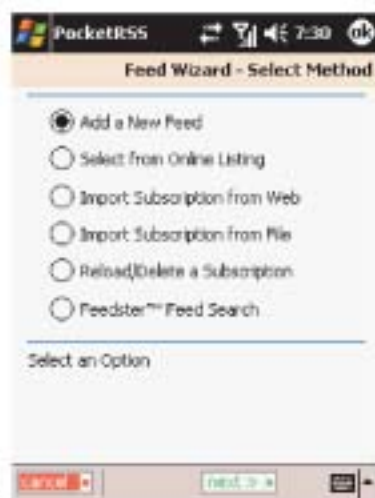 PocketRSS 7:30 ok
Feed Wizard - Select Method
Add a New Feed
Select from Online Listing
Import Subscription from Web
Import Subscription from File
Reload/Delete a Subscription
Feedster™ Feed Search
Select an Option
cancel next >